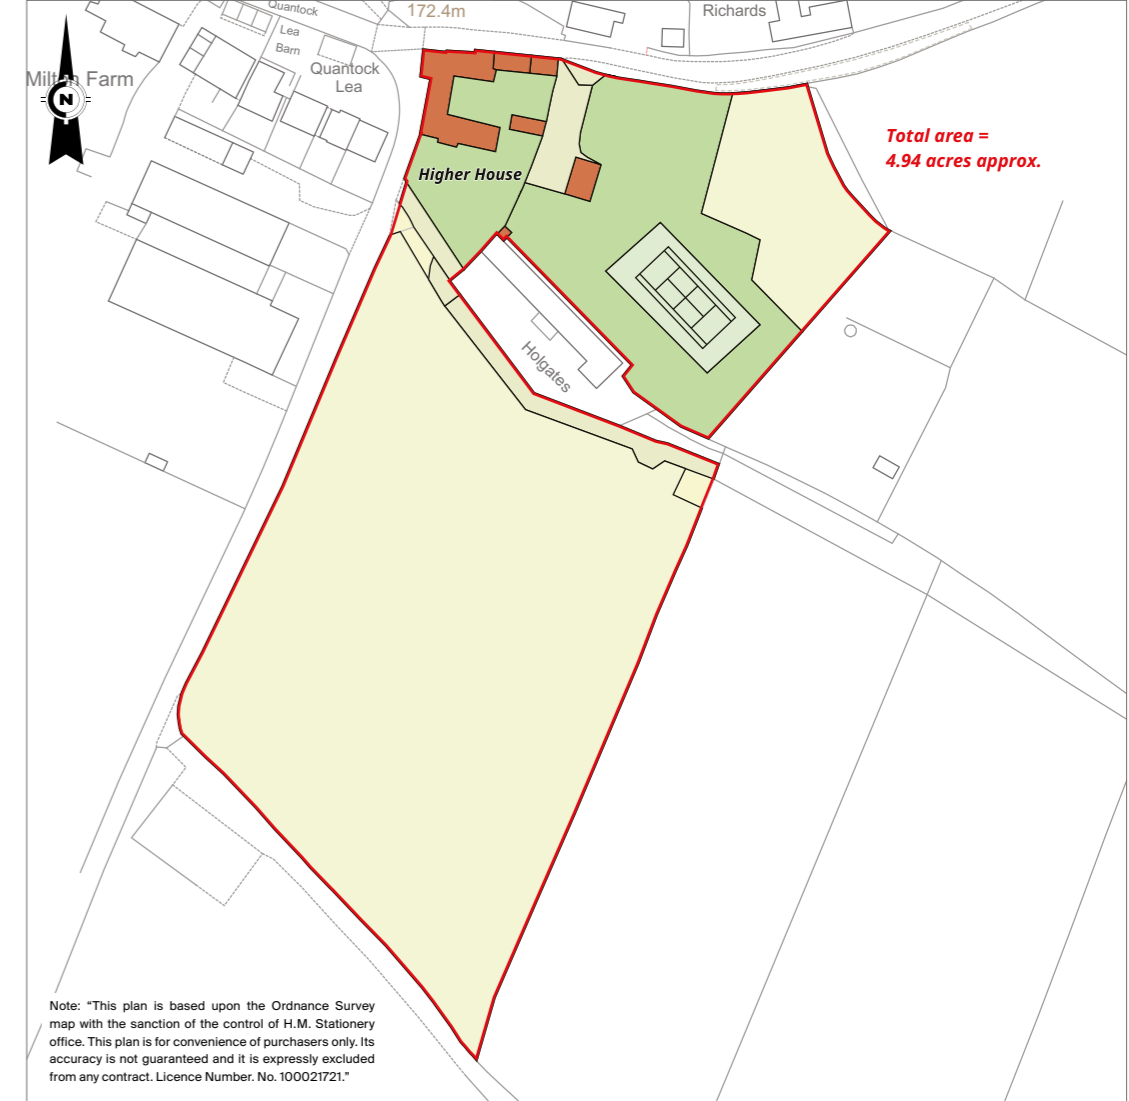 Quantock
172.4m
Richards
Lea
Barn
Quantock
Lea
Milton Farm
N
Total area =
4.94 acres approx.
Higher House
Holgates
Note: “This plan is based upon the Ordnance Survey
map with the sanction of the control of H.M. Stationery
office. This plan is for convenience of purchasers only. Its
accuracy is not guaranteed and it is expressly excluded
from any contract. Licence Number. No. 100021721.”